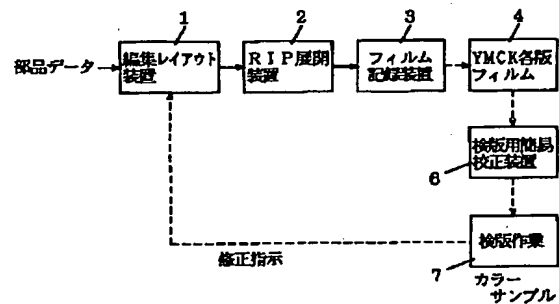 1
2
3
4
部品データ
編集レイアウト
装置
RIP展開
装置
フィルム
記録装置
YMCK各版
フィルム
検版用簡易
校正装置
6
検版作業
7
カラー
サンプル
修正指示